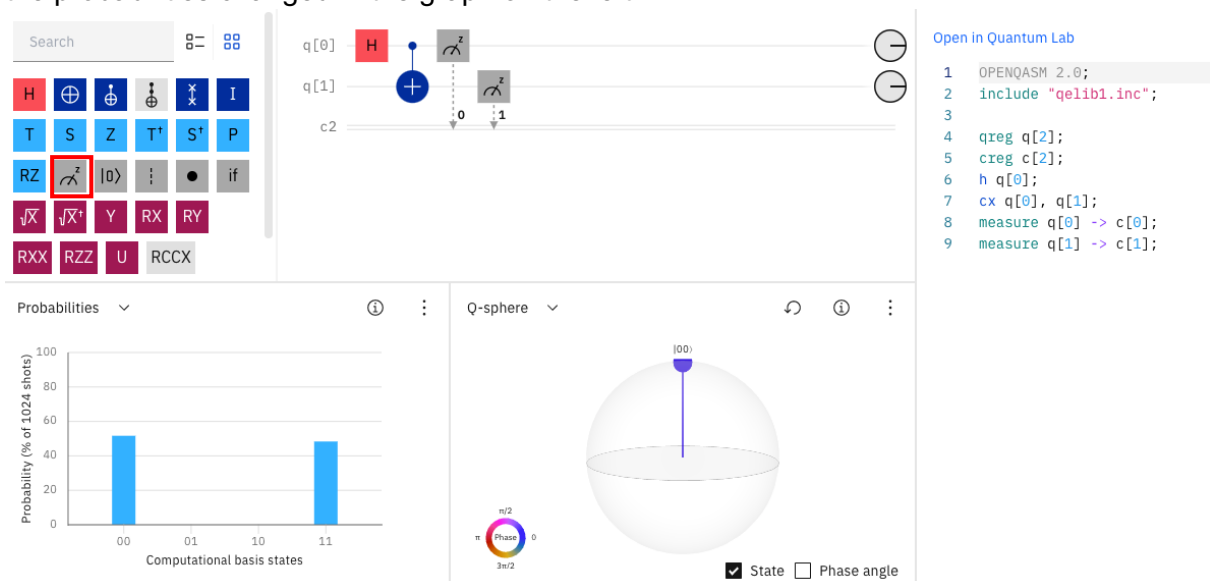 Search
H I
T S Z T† S† P
RZ z |0⟩ if
√X √X† Y RX RY
RXX RZZ U RCCX
q[0] H z
q[1] + z
c2 0 1
Open in Quantum Lab
1 OPENQASM 2.0;
2 include "qelib1.inc";
3
4 qreg q[2];
5 creg c[2];
6 h q[0];
7 cx q[0], q[1];
8 measure q[0] -> c[0];
9 measure q[1] -> c[1];
Probabilities
Probability (% of 1024 shots)
100
80
60
40
20
0
00 01 10 11
Computational basis states
Q-sphere
|00⟩
π/2
π Phase 0
3π/2
State Phase angle